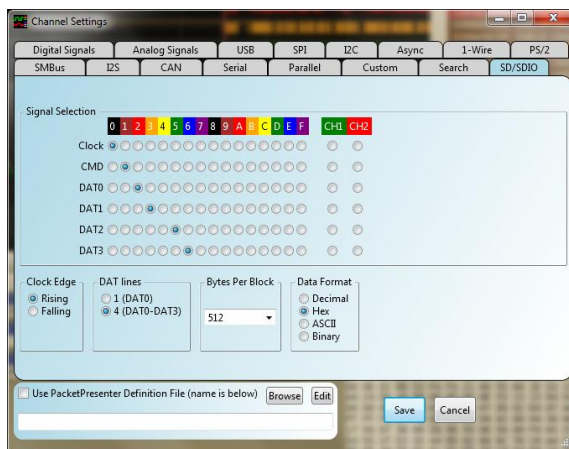 Channel Settings
Digital Signals Analog Signals USB SPI I2C Async 1-Wire PS/2
SMBus I2S CAN Serial Parallel Custom Search SD/SDIO
Signal Selection
0 1 2 3 4 5 6 7 8 9 A B C D E F CH1 CH2
Clock
CMD
DAT0
DAT1
DAT2
DAT3
Clock Edge DAT lines Bytes Per Block Data Format
Rising 1 (DAT0) Decimal
Falling 4 (DAT0-DAT3) 512 Hex
ASCII
Binary
Use PacketPresenter Definition File (name is below) Browse Edit
Save Cancel